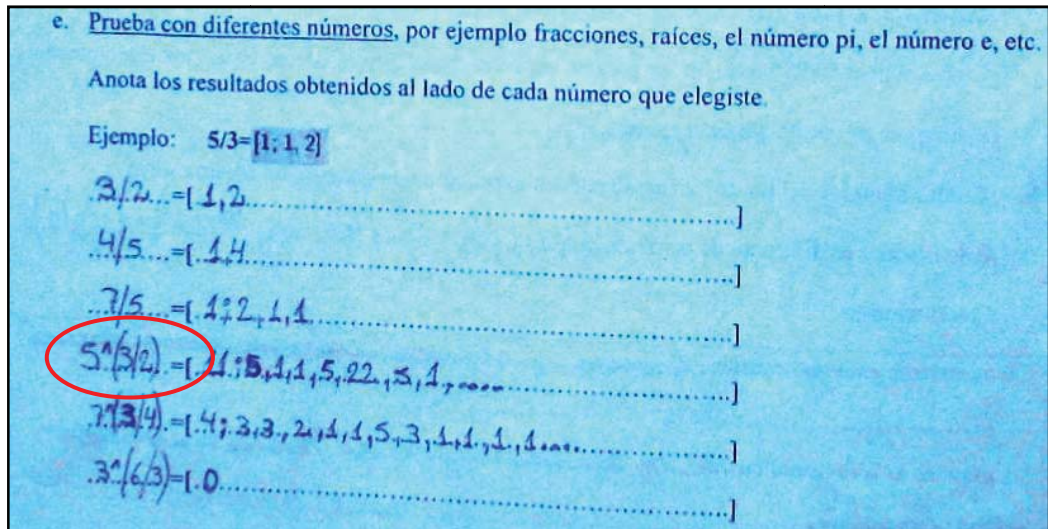 e. Prueba con diferentes números, por ejemplo fracciones, raíces, el número pi, el número e, etc.
Anota los resultados obtenidos al lado de cada número que elegiste.
Ejemplo: 5/3=[1; 1, 2]
3/2...=[.1,2...]
4/5...=[.1,4...]
7/5...=[.1;2,1,1...]
5^(3/2).=[.11;5,1,1,5,22,5,1,...]
7^(3/4).=[.4;3,3,2,1,1,5,3,1,1,1,1...]
3^(6/3)=[.0...]